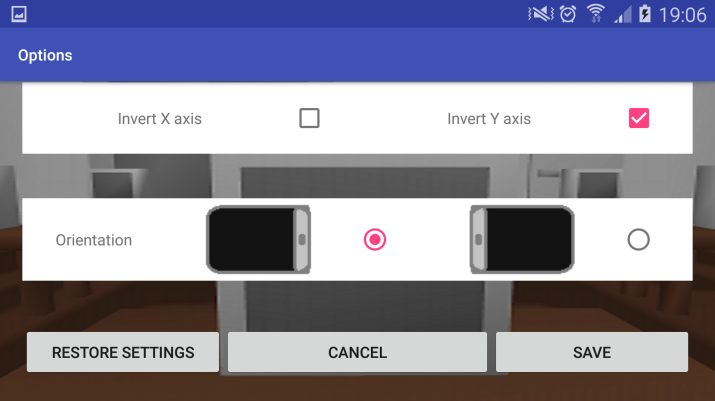 19:06
Options
Invert X axis Invert Y axis
Orientation
RESTORE SETTINGS CANCEL SAVE